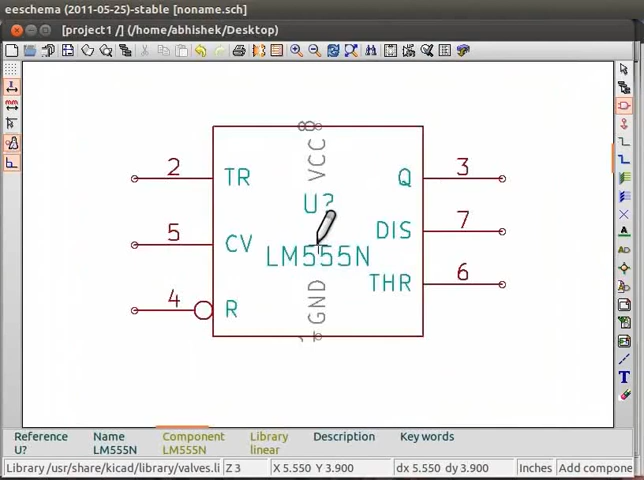 eeschema (2011-05-25)-stable [noname.sch]
[project1 /] (/home/abhishek/Desktop)
8
VCC
2 TR
U?
Q 3
5 CV
DIS 7
LM555N
THR 6
4 R
GND
1
Reference Name Component Library Description Key words
U? LM555N LM555N linear
Library /usr/share/kicad/library/valves.li Z 3 X 5.550 Y 3.900 dx 5.550 dy 3.900 Inches Add compone